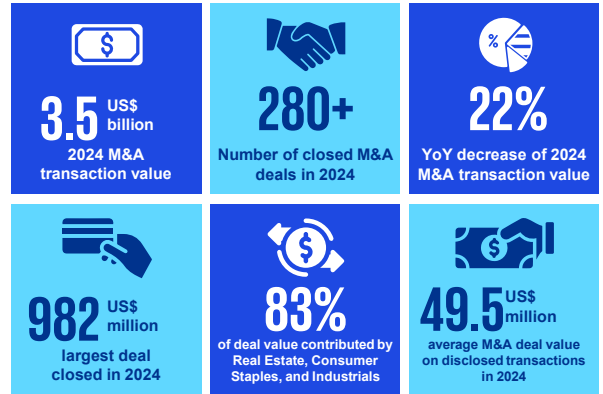 $
3.5 US$
billion
2024 M&A
transaction value
280+
Number of closed M&A
deals in 2024
%
22%
YoY decrease of 2024
M&A transaction value
982 US$
million
largest deal
closed in 2024
$
83%
of deal value contributed by
Real Estate, Consumer
Staples, and Industrials
$
49.5 US$
million
average M&A deal value
on disclosed transactions
in 2024